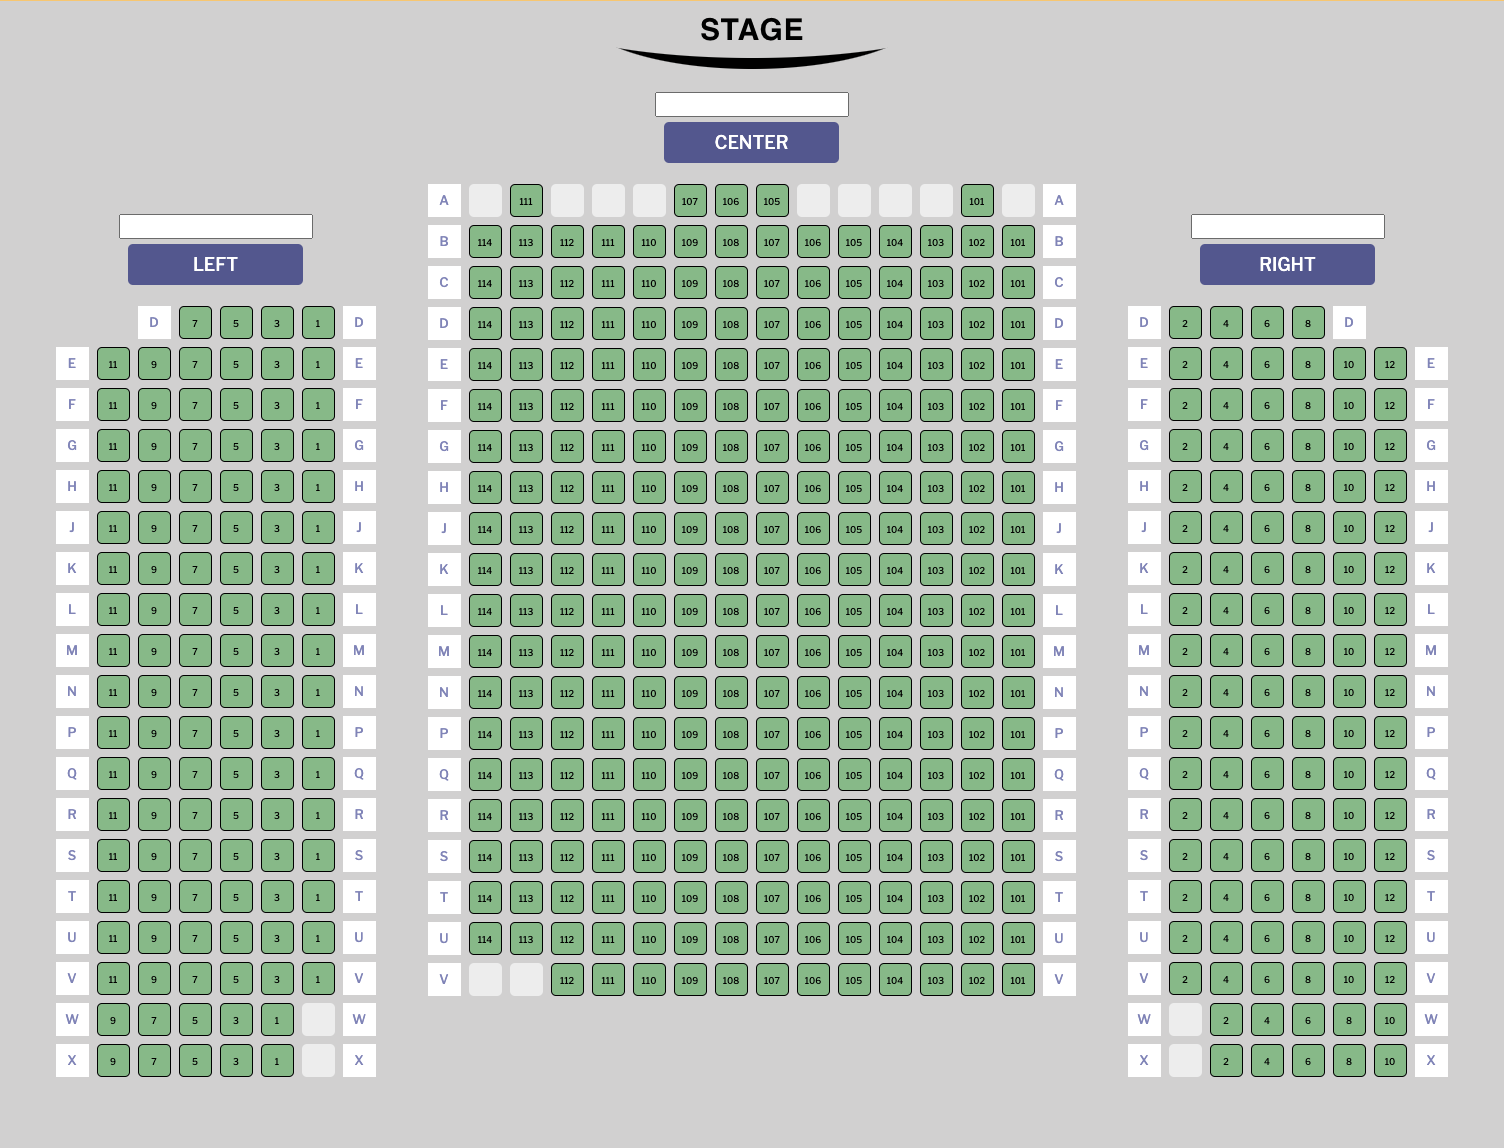 STAGE
CENTER
A 111 107 106 105 101 A
B 114 113 112 111 110 109 108 107 106 105 104 103 102 101 B
C 114 113 112 111 110 109 108 107 106 105 104 103 102 101 C
D 114 113 112 111 110 109 108 107 106 105 104 103 102 101 D
E 114 113 112 111 110 109 108 107 106 105 104 103 102 101 E
F 114 113 112 111 110 109 108 107 106 105 104 103 102 101 F
G 114 113 112 111 110 109 108 107 106 105 104 103 102 101 G
H 114 113 112 111 110 109 108 107 106 105 104 103 102 101 H
J 114 113 112 111 110 109 108 107 106 105 104 103 102 101 J
K 114 113 112 111 110 109 108 107 106 105 104 103 102 101 K
L 114 113 112 111 110 109 108 107 106 105 104 103 102 101 L
M 114 113 112 111 110 109 108 107 106 105 104 103 102 101 M
N 114 113 112 111 110 109 108 107 106 105 104 103 102 101 N
P 114 113 112 111 110 109 108 107 106 105 104 103 102 101 P
Q 114 113 112 111 110 109 108 107 106 105 104 103 102 101 Q
R 114 113 112 111 110 109 108 107 106 105 104 103 102 101 R
S 114 113 112 111 110 109 108 107 106 105 104 103 102 101 S
T 114 113 112 111 110 109 108 107 106 105 104 103 102 101 T
U 114 113 112 111 110 109 108 107 106 105 104 103 102 101 U
V 112 111 110 109 108 107 106 105 104 103 102 101 V
LEFT
D 7 5 3 1 D
E 11 9 7 5 3 1 E
F 11 9 7 5 3 1 F
G 11 9 7 5 3 1 G
H 11 9 7 5 3 1 H
J 11 9 7 5 3 1 J
K 11 9 7 5 3 1 K
L 11 9 7 5 3 1 L
M 11 9 7 5 3 1 M
N 11 9 7 5 3 1 N
P 11 9 7 5 3 1 P
Q 11 9 7 5 3 1 Q
R 11 9 7 5 3 1 R
S 11 9 7 5 3 1 S
T 11 9 7 5 3 1 T
U 11 9 7 5 3 1 U
V 11 9 7 5 3 1 V
W 9 7 5 3 1 W
X 9 7 5 3 1 X
RIGHT
D 2 4 6 8 D
E 2 4 6 8 10 12 E
F 2 4 6 8 10 12 F
G 2 4 6 8 10 12 G
H 2 4 6 8 10 12 H
J 2 4 6 8 10 12 J
K 2 4 6 8 10 12 K
L 2 4 6 8 10 12 L
M 2 4 6 8 10 12 M
N 2 4 6 8 10 12 N
P 2 4 6 8 10 12 P
Q 2 4 6 8 10 12 Q
R 2 4 6 8 10 12 R
S 2 4 6 8 10 12 S
T 2 4 6 8 10 12 T
U 2 4 6 8 10 12 U
V 2 4 6 8 10 12 V
W 2 4 6 8 10 W
X 2 4 6 8 10 X